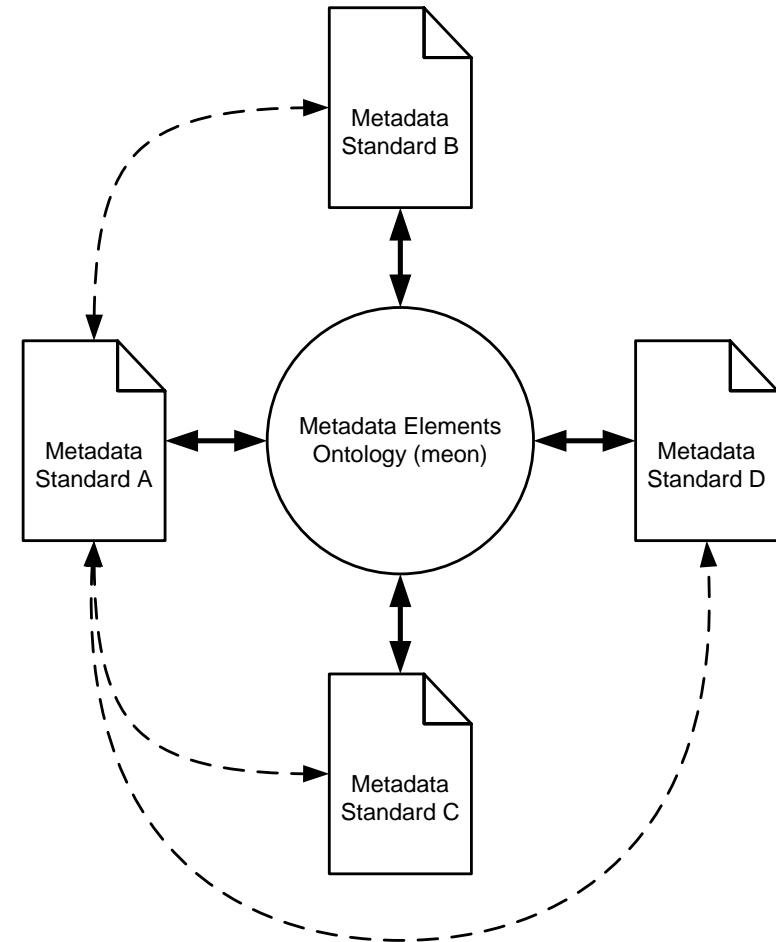 Metadata
Standard B
Metadata
Standard A
Metadata Elements
Ontology (meon)
Metadata
Standard D
Metadata
Standard C